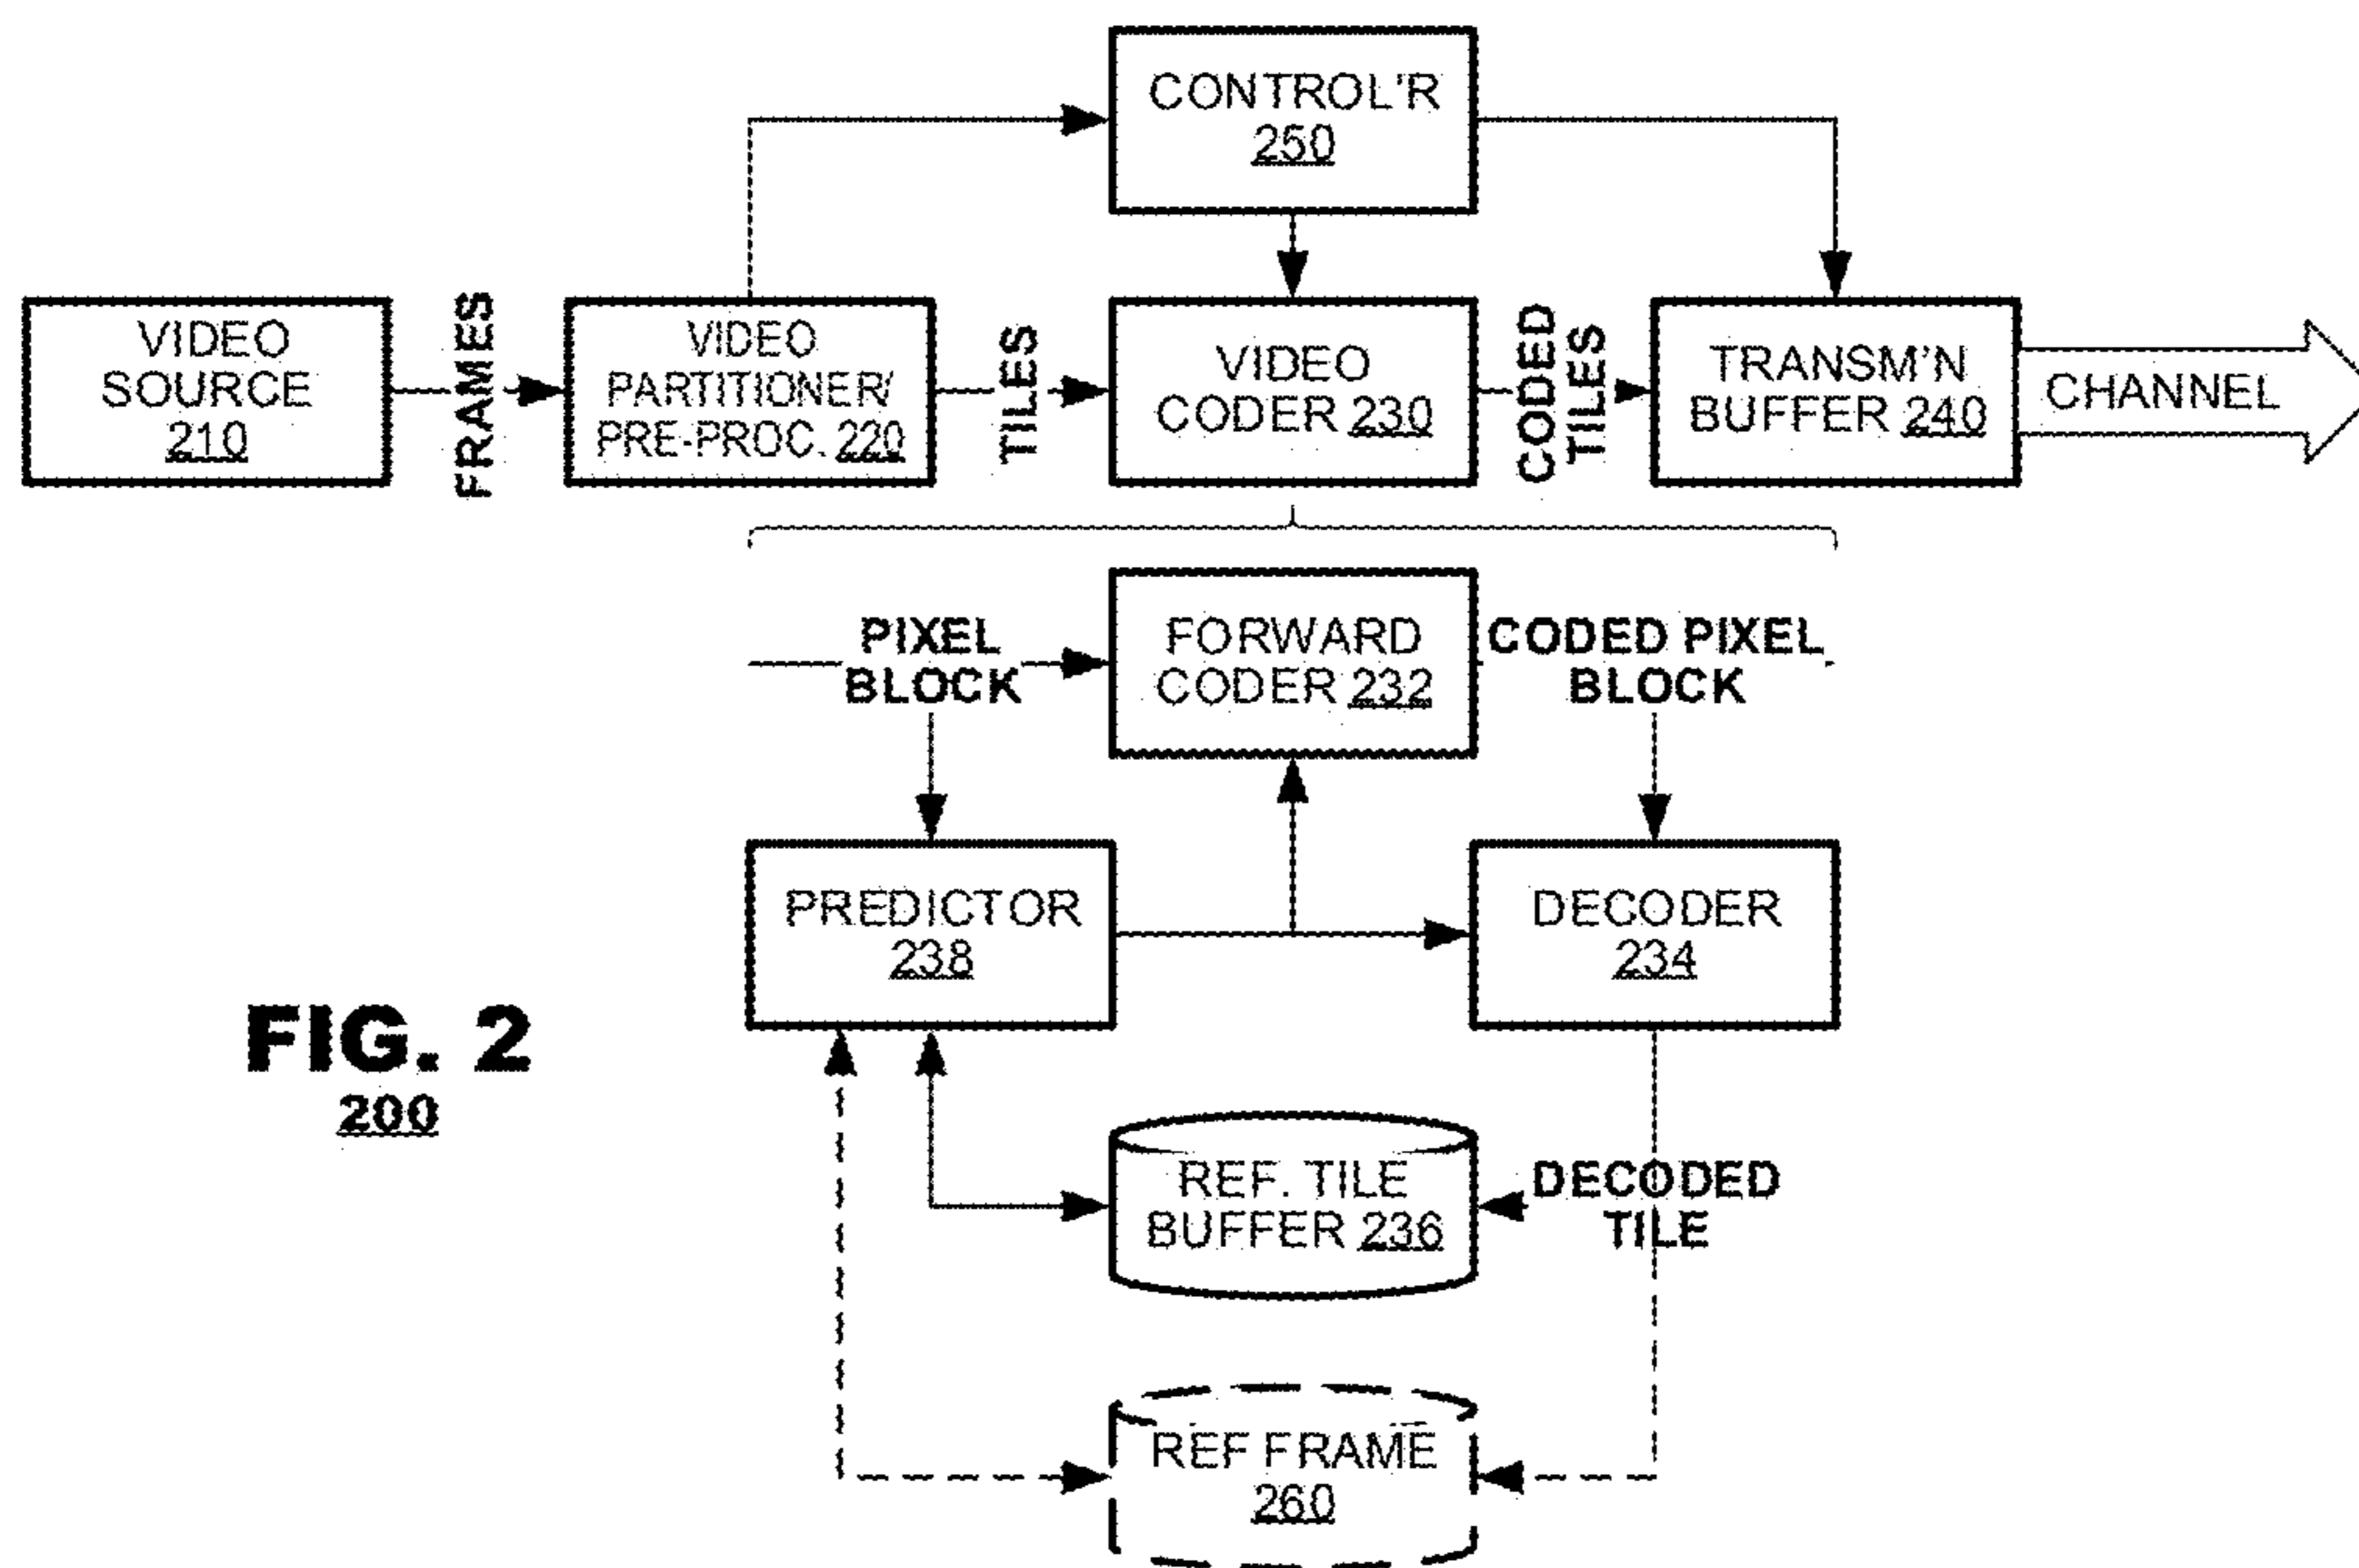 CONTROL'R
250
VIDEO
SOURCE
210
FRAMES
VIDEO
PARTITIONER/
PRE-PROC. 220
TILES
VIDEO
CODER 230
CODED
TILES
TRANSM'N
BUFFER 240
CHANNEL
PIXEL
BLOCK
FORWARD
CODER 232
CODED PIXEL
BLOCK
PREDICTOR
238
DECODER
234
FIG. 2
200
REF. TILE
BUFFER 236
DECODED
TILE
REF FRAME
260